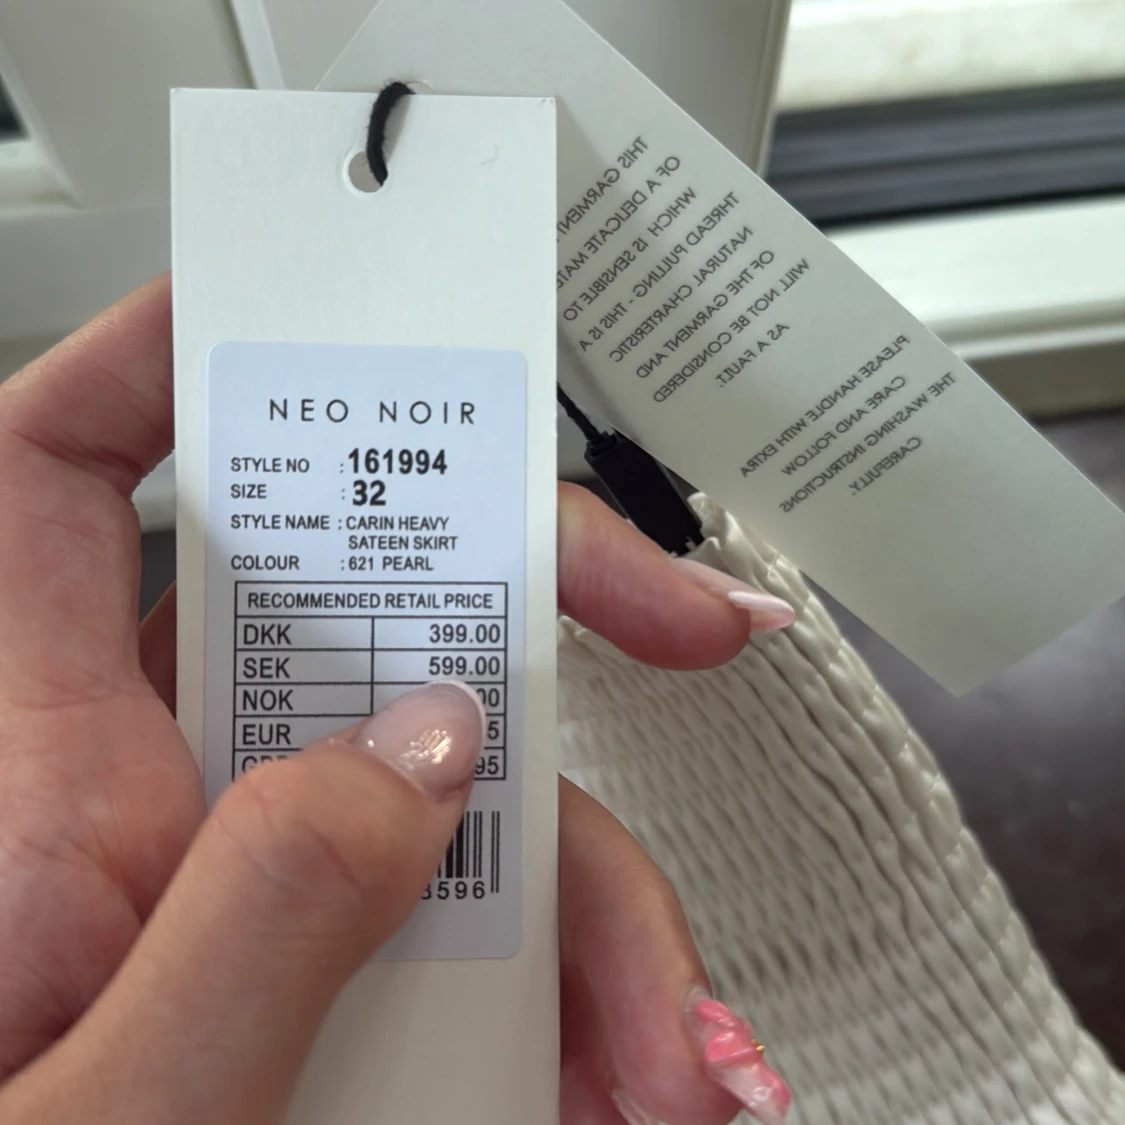 NEO NOIR
STYLE NO : 161994
SIZE : 32
STYLE NAME : CARIN HEAVY
SATEEN SKIRT
COLOUR : 621 PEARL
RECOMMENDED RETAIL PRICE
DKK 399.00
SEK 599.00
NOK 00
EUR 5
95
3596
THIS GARMENT
OF A DELICATE
WHICH IS SENSIBLE TO
THREAD PULLING - THIS IS A
NATURAL CHARTERISTIC
OF THE GARMENT AND
WILL NOT BE CONSIDERED
AS A FAULT.
PLEASE HANDLE WITH EXTRA
CARE AND FOLLOW
THE WASHING INSTRUCTIONS
CAREFULLY.